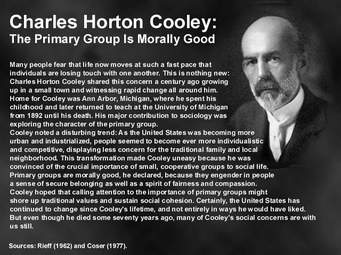 Charles Horton Cooley:
The Primary Group Is Morally Good
Many people fear that life now moves at such a fast pace that
individuals are losing touch with one another. This is nothing new:
Charles Horton Cooley shared this concern a century ago growing
up in a small town and witnessing rapid change all around him.
Home for Cooley was Ann Arbor, Michigan, where he spent his
childhood and later returned to teach at the University of Michigan
from 1892 until his death. His major contribution to sociology was
exploring the character of the primary group.
Cooley noted a disturbing trend: As the United States was becoming more
urban and industrialized, people seemed to become ever more individualistic
and competitive, displaying less concern for the traditional family and local
neighborhood. This transformation made Cooley uneasy because he was
convinced of the crucial importance of small, cooperative groups to social life.
Primary groups are morally good, he declared, because they engender in people
a sense of secure belonging as well as a spirit of fairness and compassion.
Cooley hoped that calling attention to the importance of primary groups might
shore up traditional values and sustain social cohesion. Certainly, the United States has
continued to change since Cooley's lifetime, and not entirely in ways he would have liked.
But even though he died some seventy years ago, many of Cooley's social concerns are with
us still.
Sources: Rieff (1962) and Coser (1977).